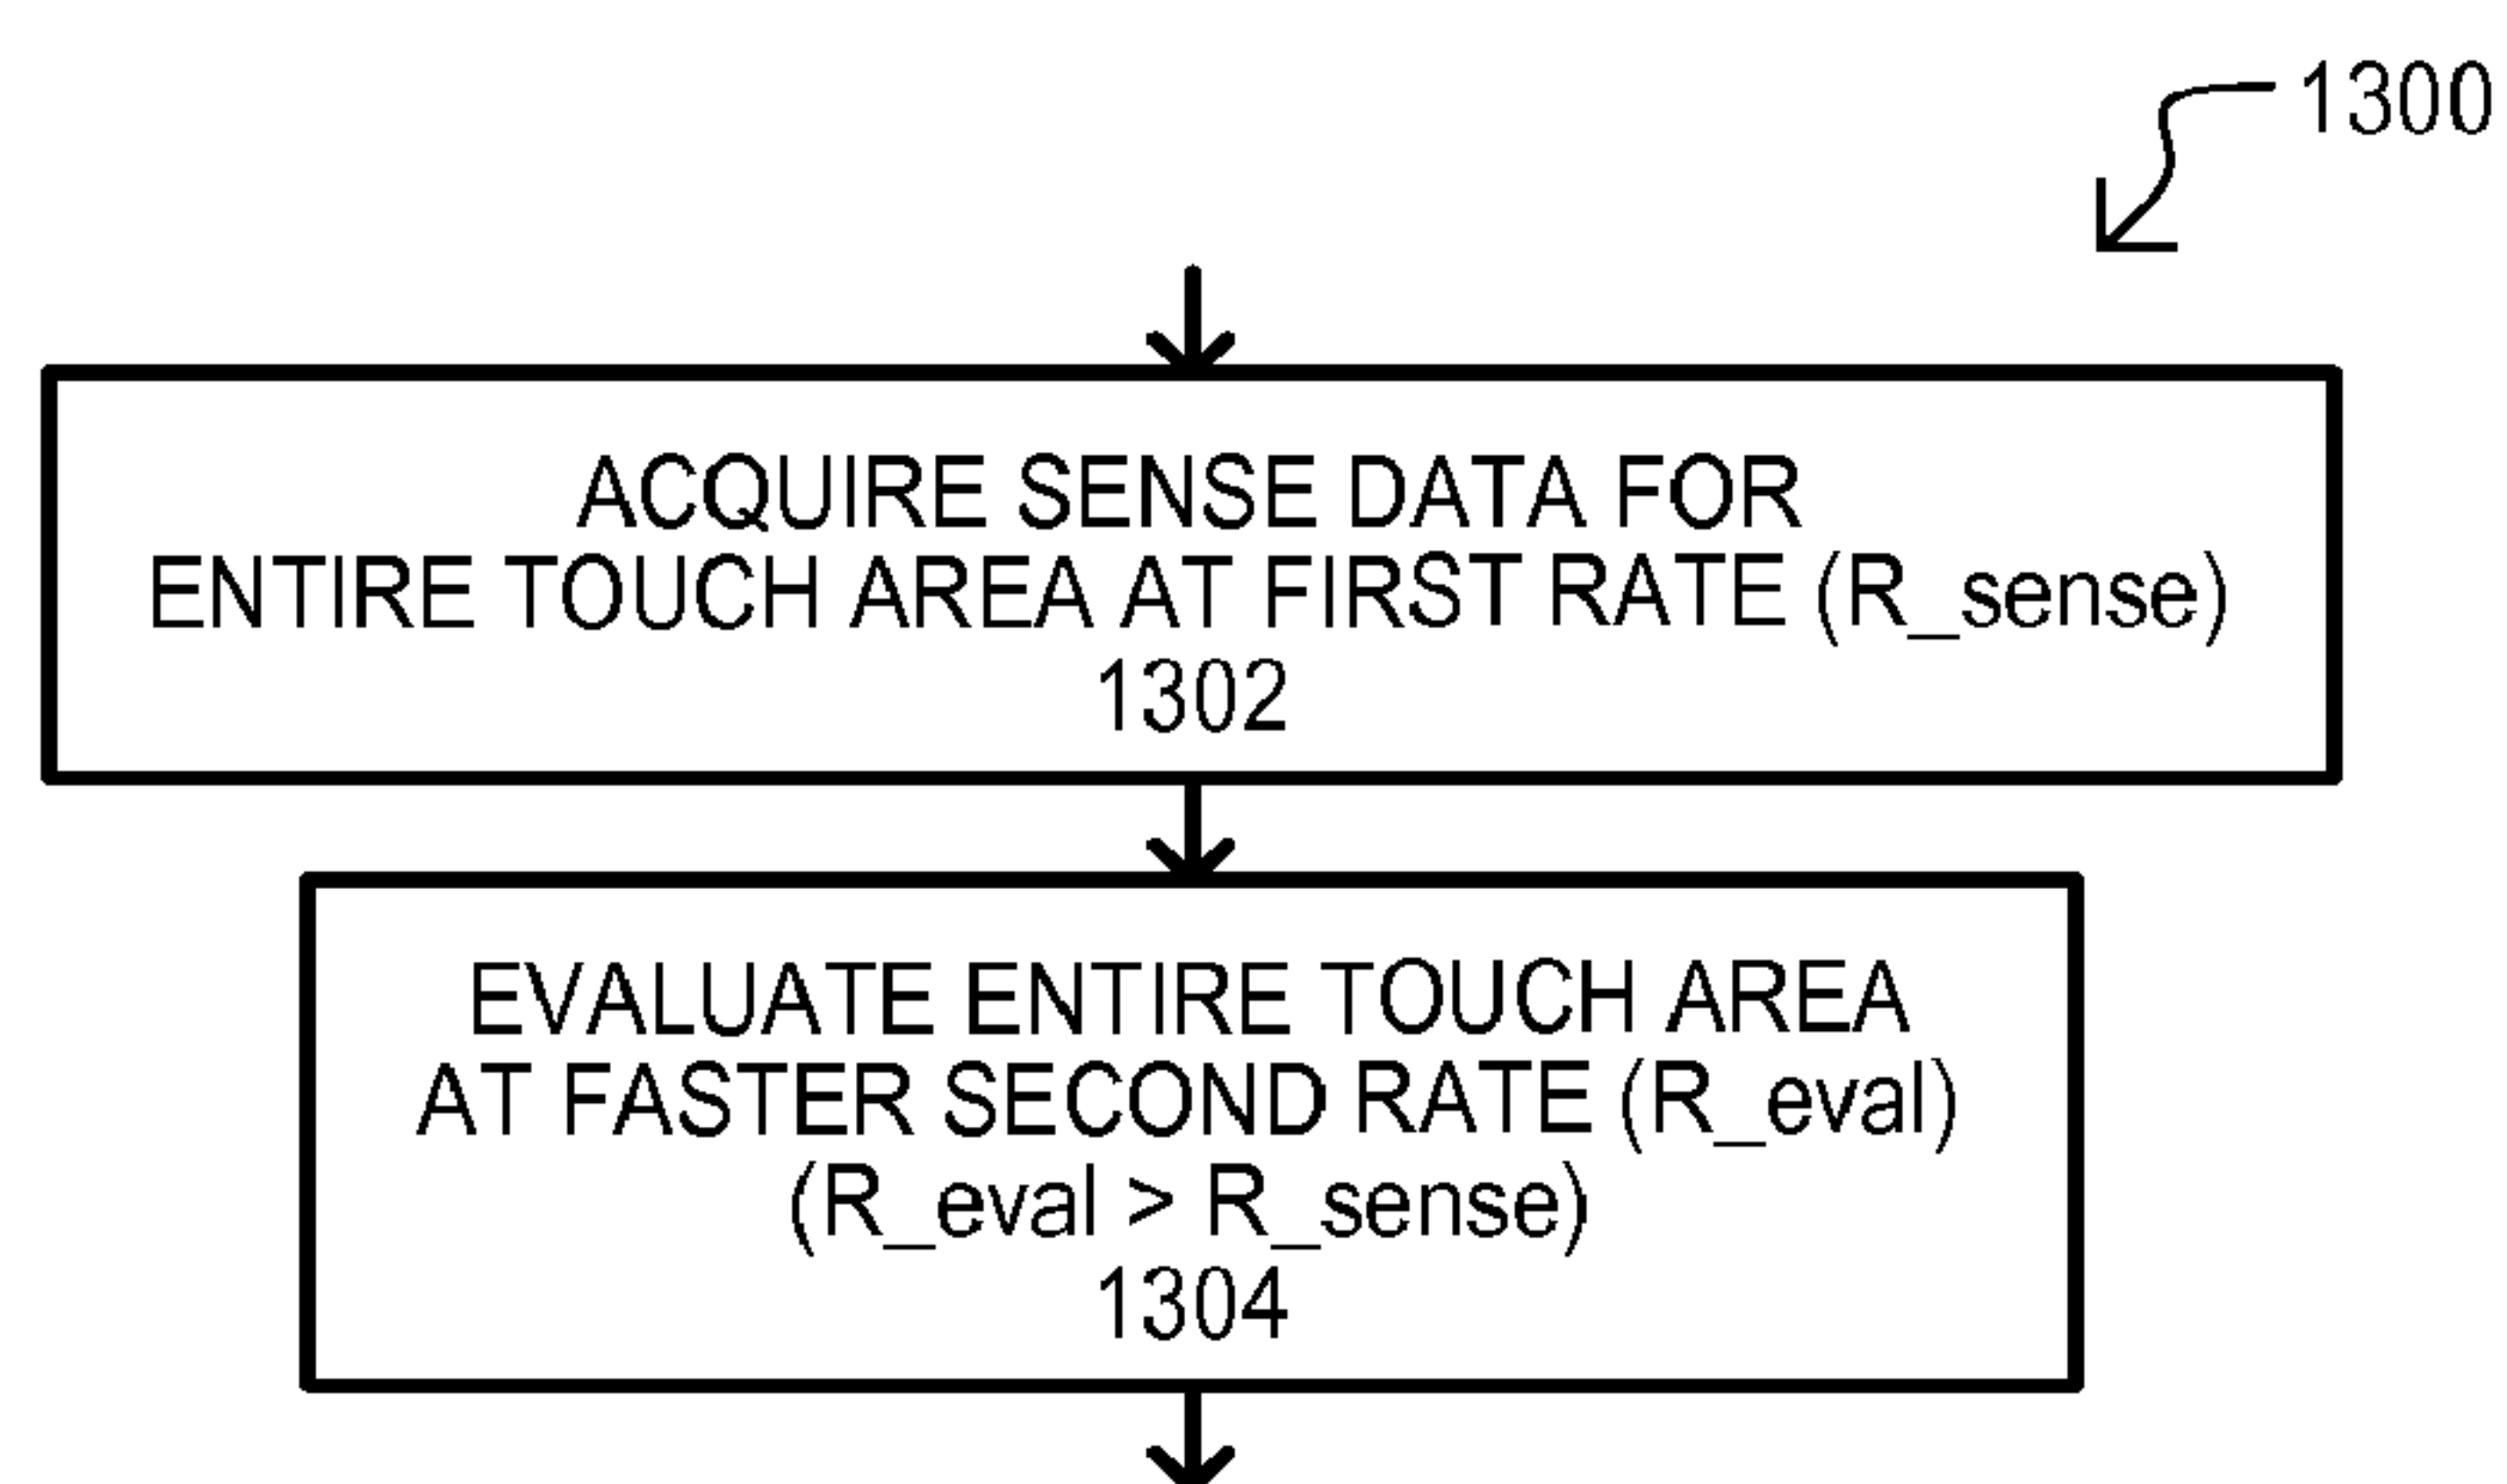 1300
ACQUIRE SENSE DATA FOR
ENTIRE TOUCH AREA AT FIRST RATE (R_sense)
1302
EVALUATE ENTIRE TOUCH AREA
AT FASTER SECOND RATE (R_eval)
(R_eval > R_sense)
1304